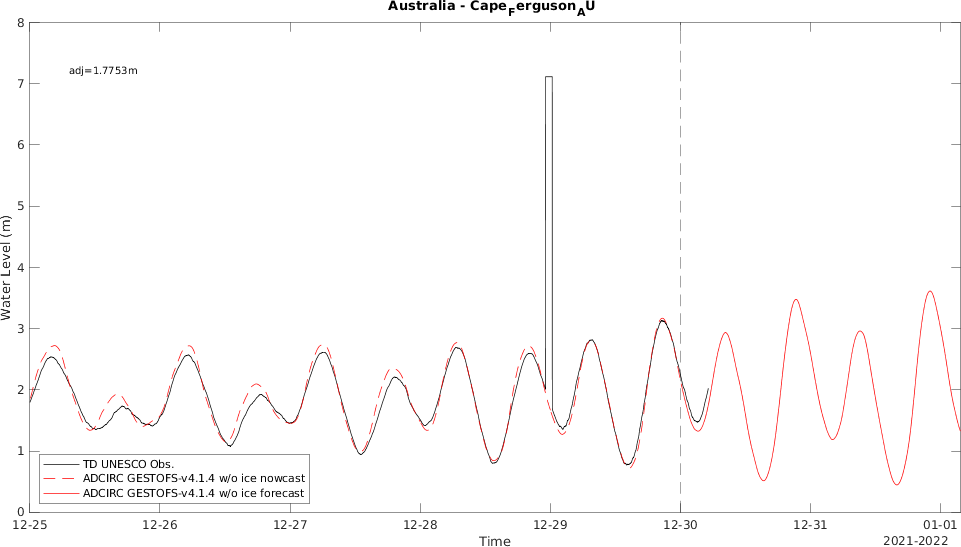 Australia - Cape_Ferguson_AU
8
adj=1.7753m
7
6
5
4
3
2
1
0
Water Level (m)
TD UNESCO Obs.
ADCIRC GESTOFS-v4.1.4 w/o ice nowcast
ADCIRC GESTOFS-v4.1.4 w/o ice forecast
12-25 12-26 12-27 12-28 12-29 12-30 12-31 01-01
Time
2021-2022